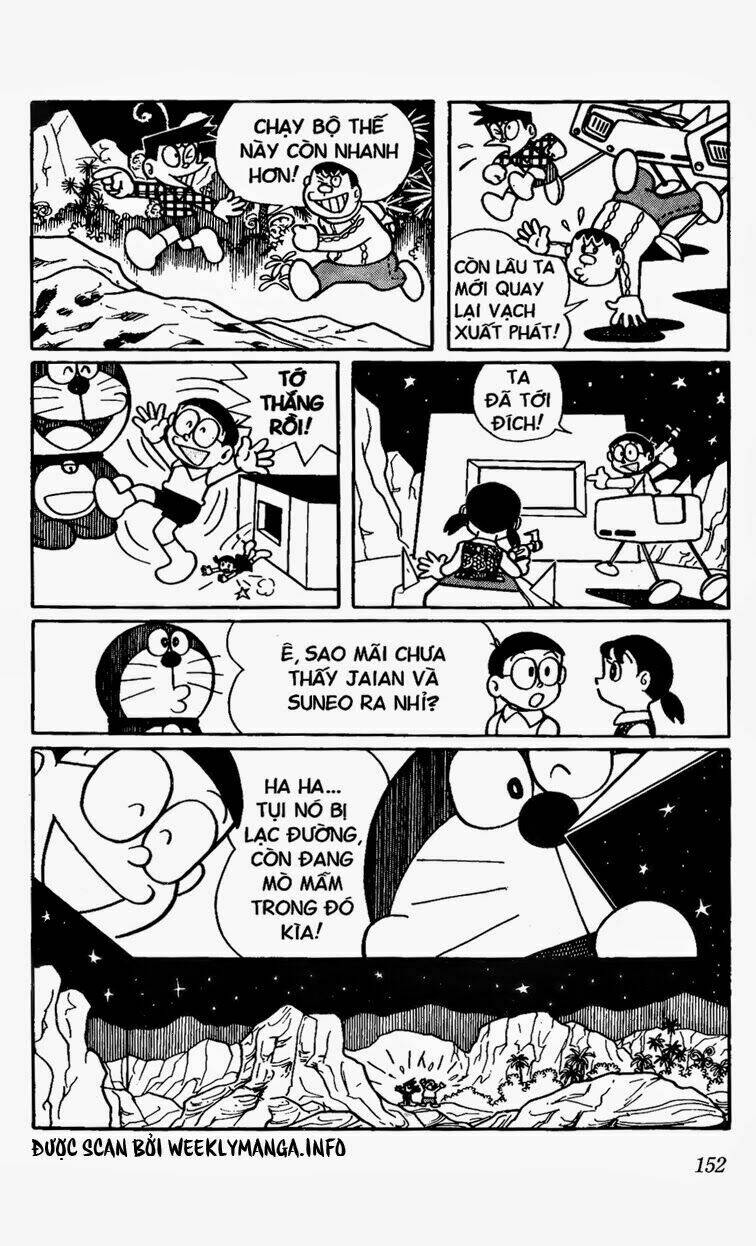 CHẠY BỘ THẾ
NÀY CÒN NHANH
HƠN!
CÒN LÂU TA
MỚI QUAY
LẠI VẠCH
XUẤT PHÁT!
TỚ
THẮNG
RỒI!
TA
ĐÃ TỚI
ĐÍCH!
Ê, SAO MÃI CHƯA
THẤY JAIAN VÀ
SUNEO RA NHỈ?
HA HA...
TỤI NÓ BỊ
LẠC ĐƯỜNG,
CÒN ĐANG
MÒ MẪM
TRONG ĐÓ
KÌA!
ĐƯỢC SCAN BỞI WEEKLYMANGA.INFO
152